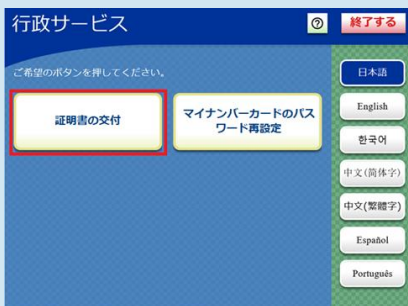 行政サービス
?
終了する
ご希望のボタンを押してください。
証明書の交付
マイナンバーカードのパス
ワード再設定
日本語
English
한국어
中文(简体字)
中文(繁體字)
Español
Português